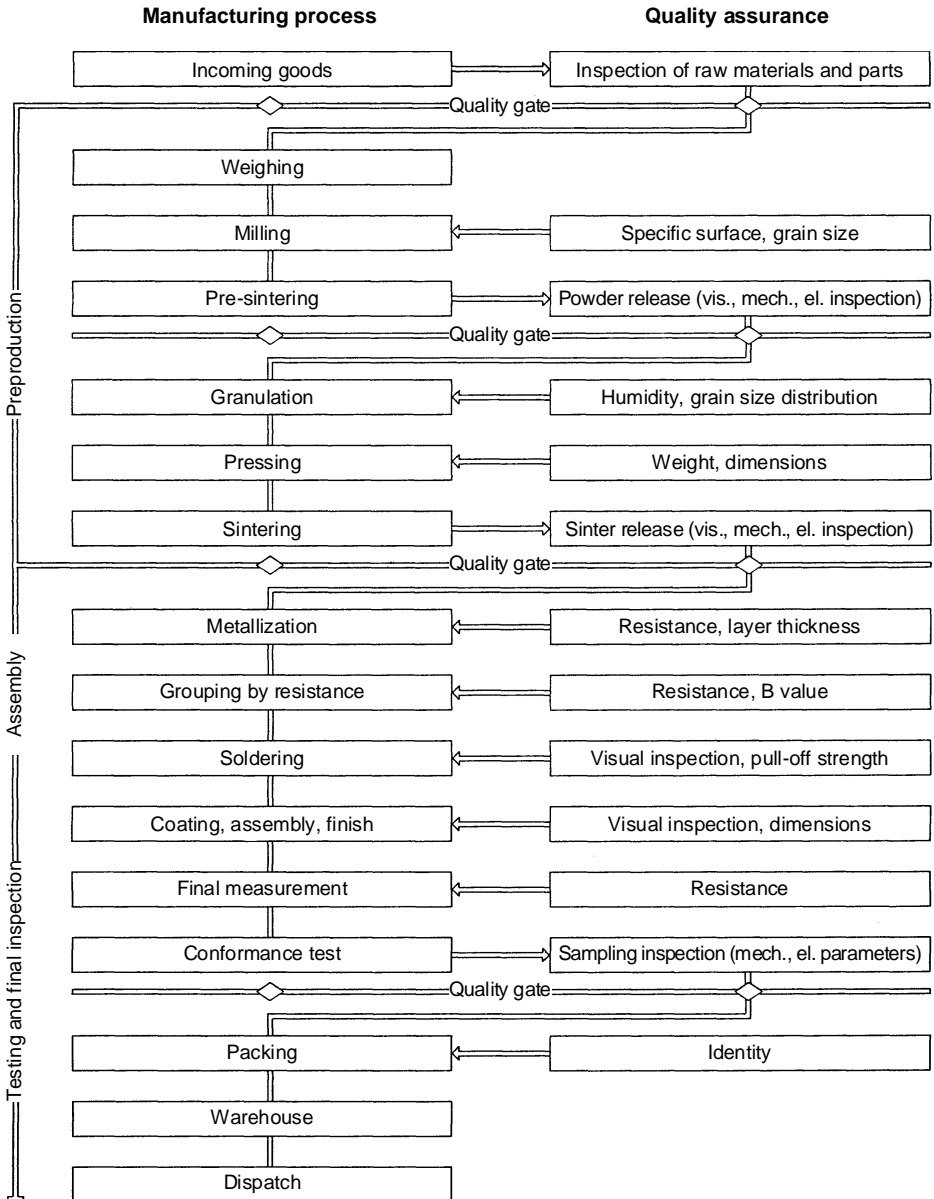 Manufacturing process
Quality assurance
Incoming goods
Inspection of raw materials and parts
Quality gate
Weighing
Milling
Specific surface, grain size
Pre-sintering
Powder release (vis., mech., el. inspection)
Quality gate
Granulation
Humidity, grain size distribution
Pressing
Weight, dimensions
Sintering
Sinter release (vis., mech., el. inspection)
Quality gate
Metallization
Resistance, layer thickness
Grouping by resistance
Resistance, B value
Soldering
Visual inspection, pull-off strength
Coating, assembly, finish
Visual inspection, dimensions
Final measurement
Resistance
Conformance test
Sampling inspection (mech., el. parameters)
Quality gate
Packing
Identity
Warehouse
Dispatch
Preproduction
Assembly
Testing and final inspection